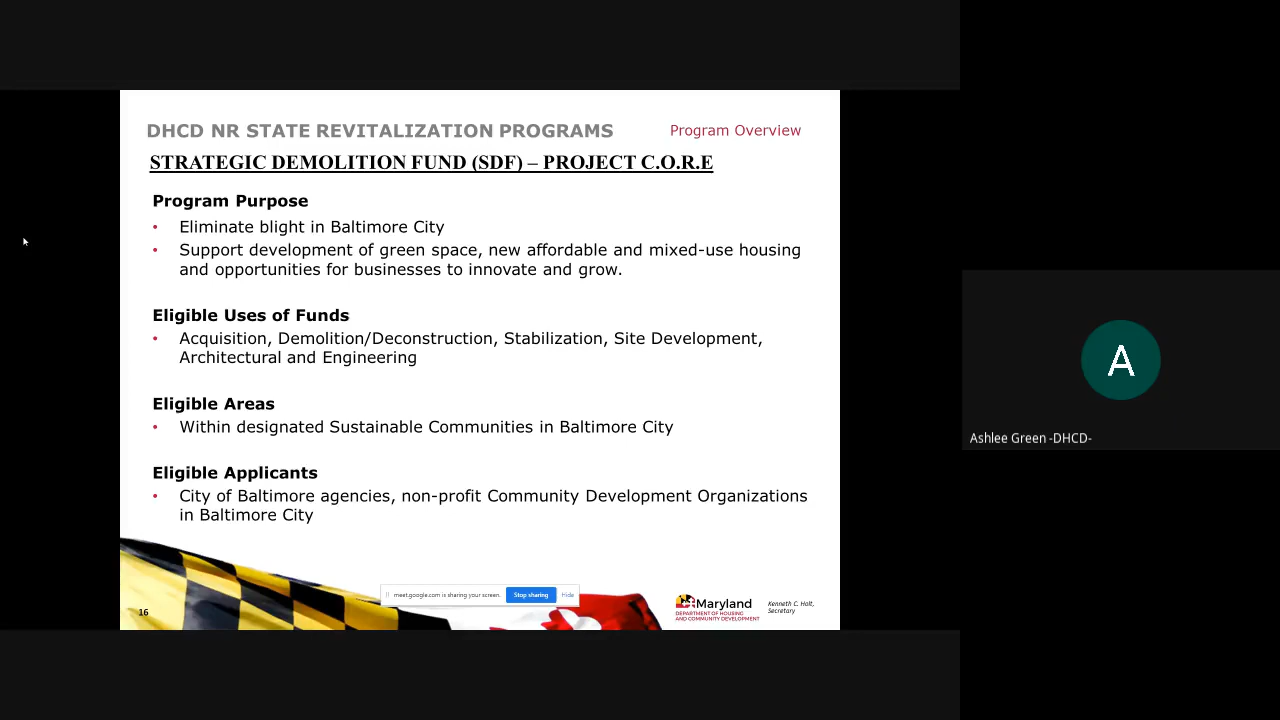 DHCD NR STATE REVITALIZATION PROGRAMS
Program Overview
STRATEGIC DEMOLITION FUND (SDF) – PROJECT C.O.R.E
Program Purpose
• Eliminate blight in Baltimore City
• Support development of green space, new affordable and mixed-use housing
and opportunities for businesses to innovate and grow.
Eligible Uses of Funds
• Acquisition, Demolition/Deconstruction, Stabilization, Site Development,
Architectural and Engineering
Eligible Areas
• Within designated Sustainable Communities in Baltimore City
Eligible Applicants
• City of Baltimore agencies, non-profit Community Development Organizations
in Baltimore City
meet.google.com is sharing your screen.
Stop sharing
Hide
16
Maryland
DEPARTMENT OF HOUSING
AND COMMUNITY DEVELOPMENT
Kenneth C. Holt,
Secretary
A
Ashlee Green -DHCD-